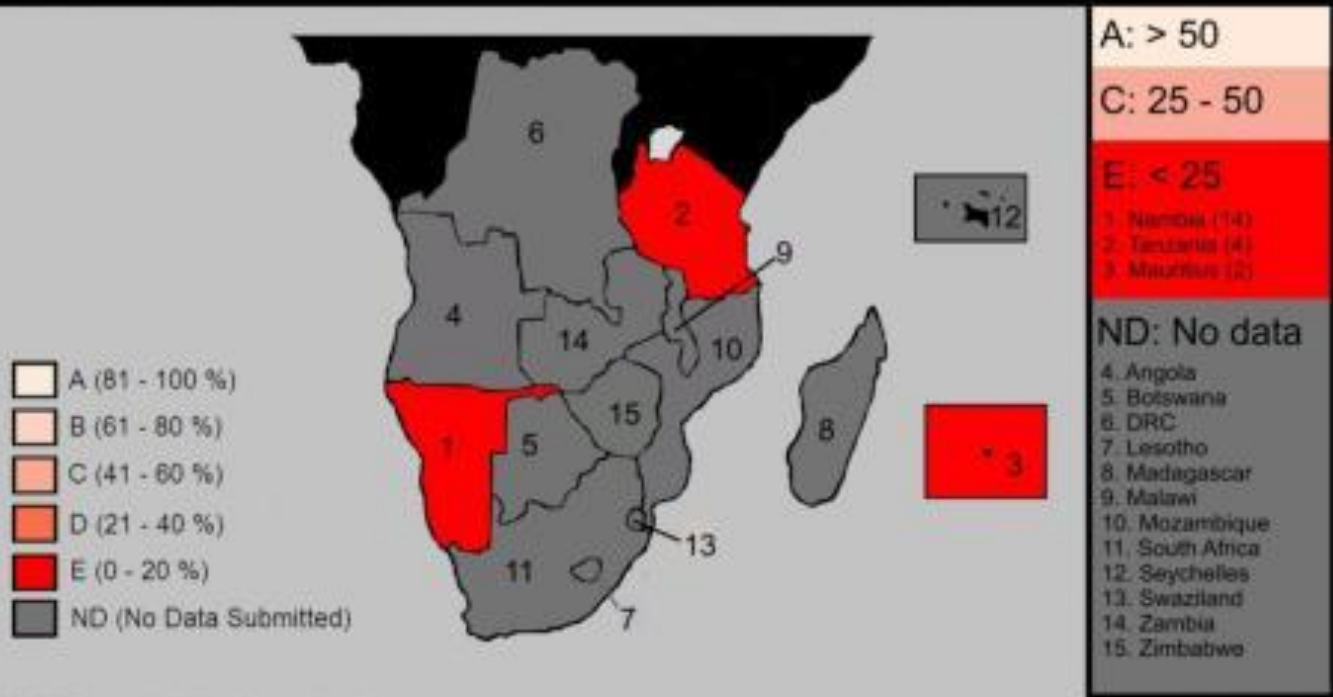 6
2
12
9
4
14
10
1
5
15
8
3
11
13
7
A (81 - 100 %)
B (61 - 80 %)
C (41 - 60 %)
D (21 - 40 %)
E (0 - 20 %)
ND (No Data Submitted)
A: > 50
C: 25 - 50
E: < 25
1. Namibia (14)
2. Tanzania (4)
3. Mauritius (2)
ND: No data
4. Angola
5. Botswana
6. DRC
7. Lesotho
8. Madagascar
9. Malawi
10. Mozambique
11. South Africa
12. Seychelles
13. Swaziland
14. Zambia
15. Zimbabwe